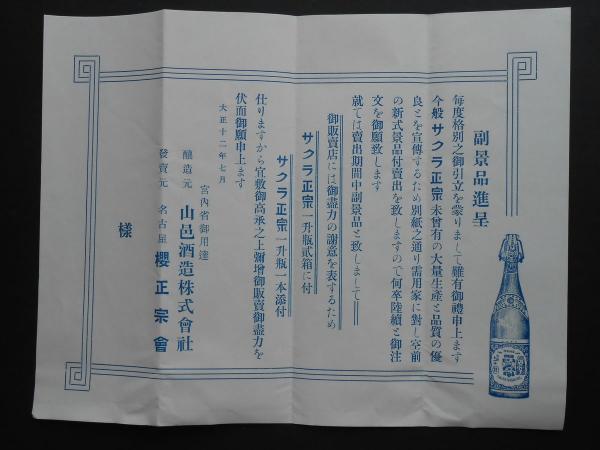 副景品進呈
毎度格別之御引立を蒙りまして難有御禮申上ます
今般サクラ正宗未曾有の大量生産と品質の優
良とを宣傳するため別紙之通り需用家に對し空前
の新式景品付賣出を致しますので何卒陸續と御注
文を御願致します
就ては賣出期間中副景品と致しまして
御販賣店には御盡力の謝意を表するため
サクラ正宗一升瓶貳箱に付
サクラ正宗一升瓶一本添付
仕りますから宜敷御高承之上彌增御販賣御盡力を
伏而御願申上ます
大正十二年七月
宮內省御用達
釀造元 山邑酒造株式會社
發賣元 名古屋 櫻正宗會
樣